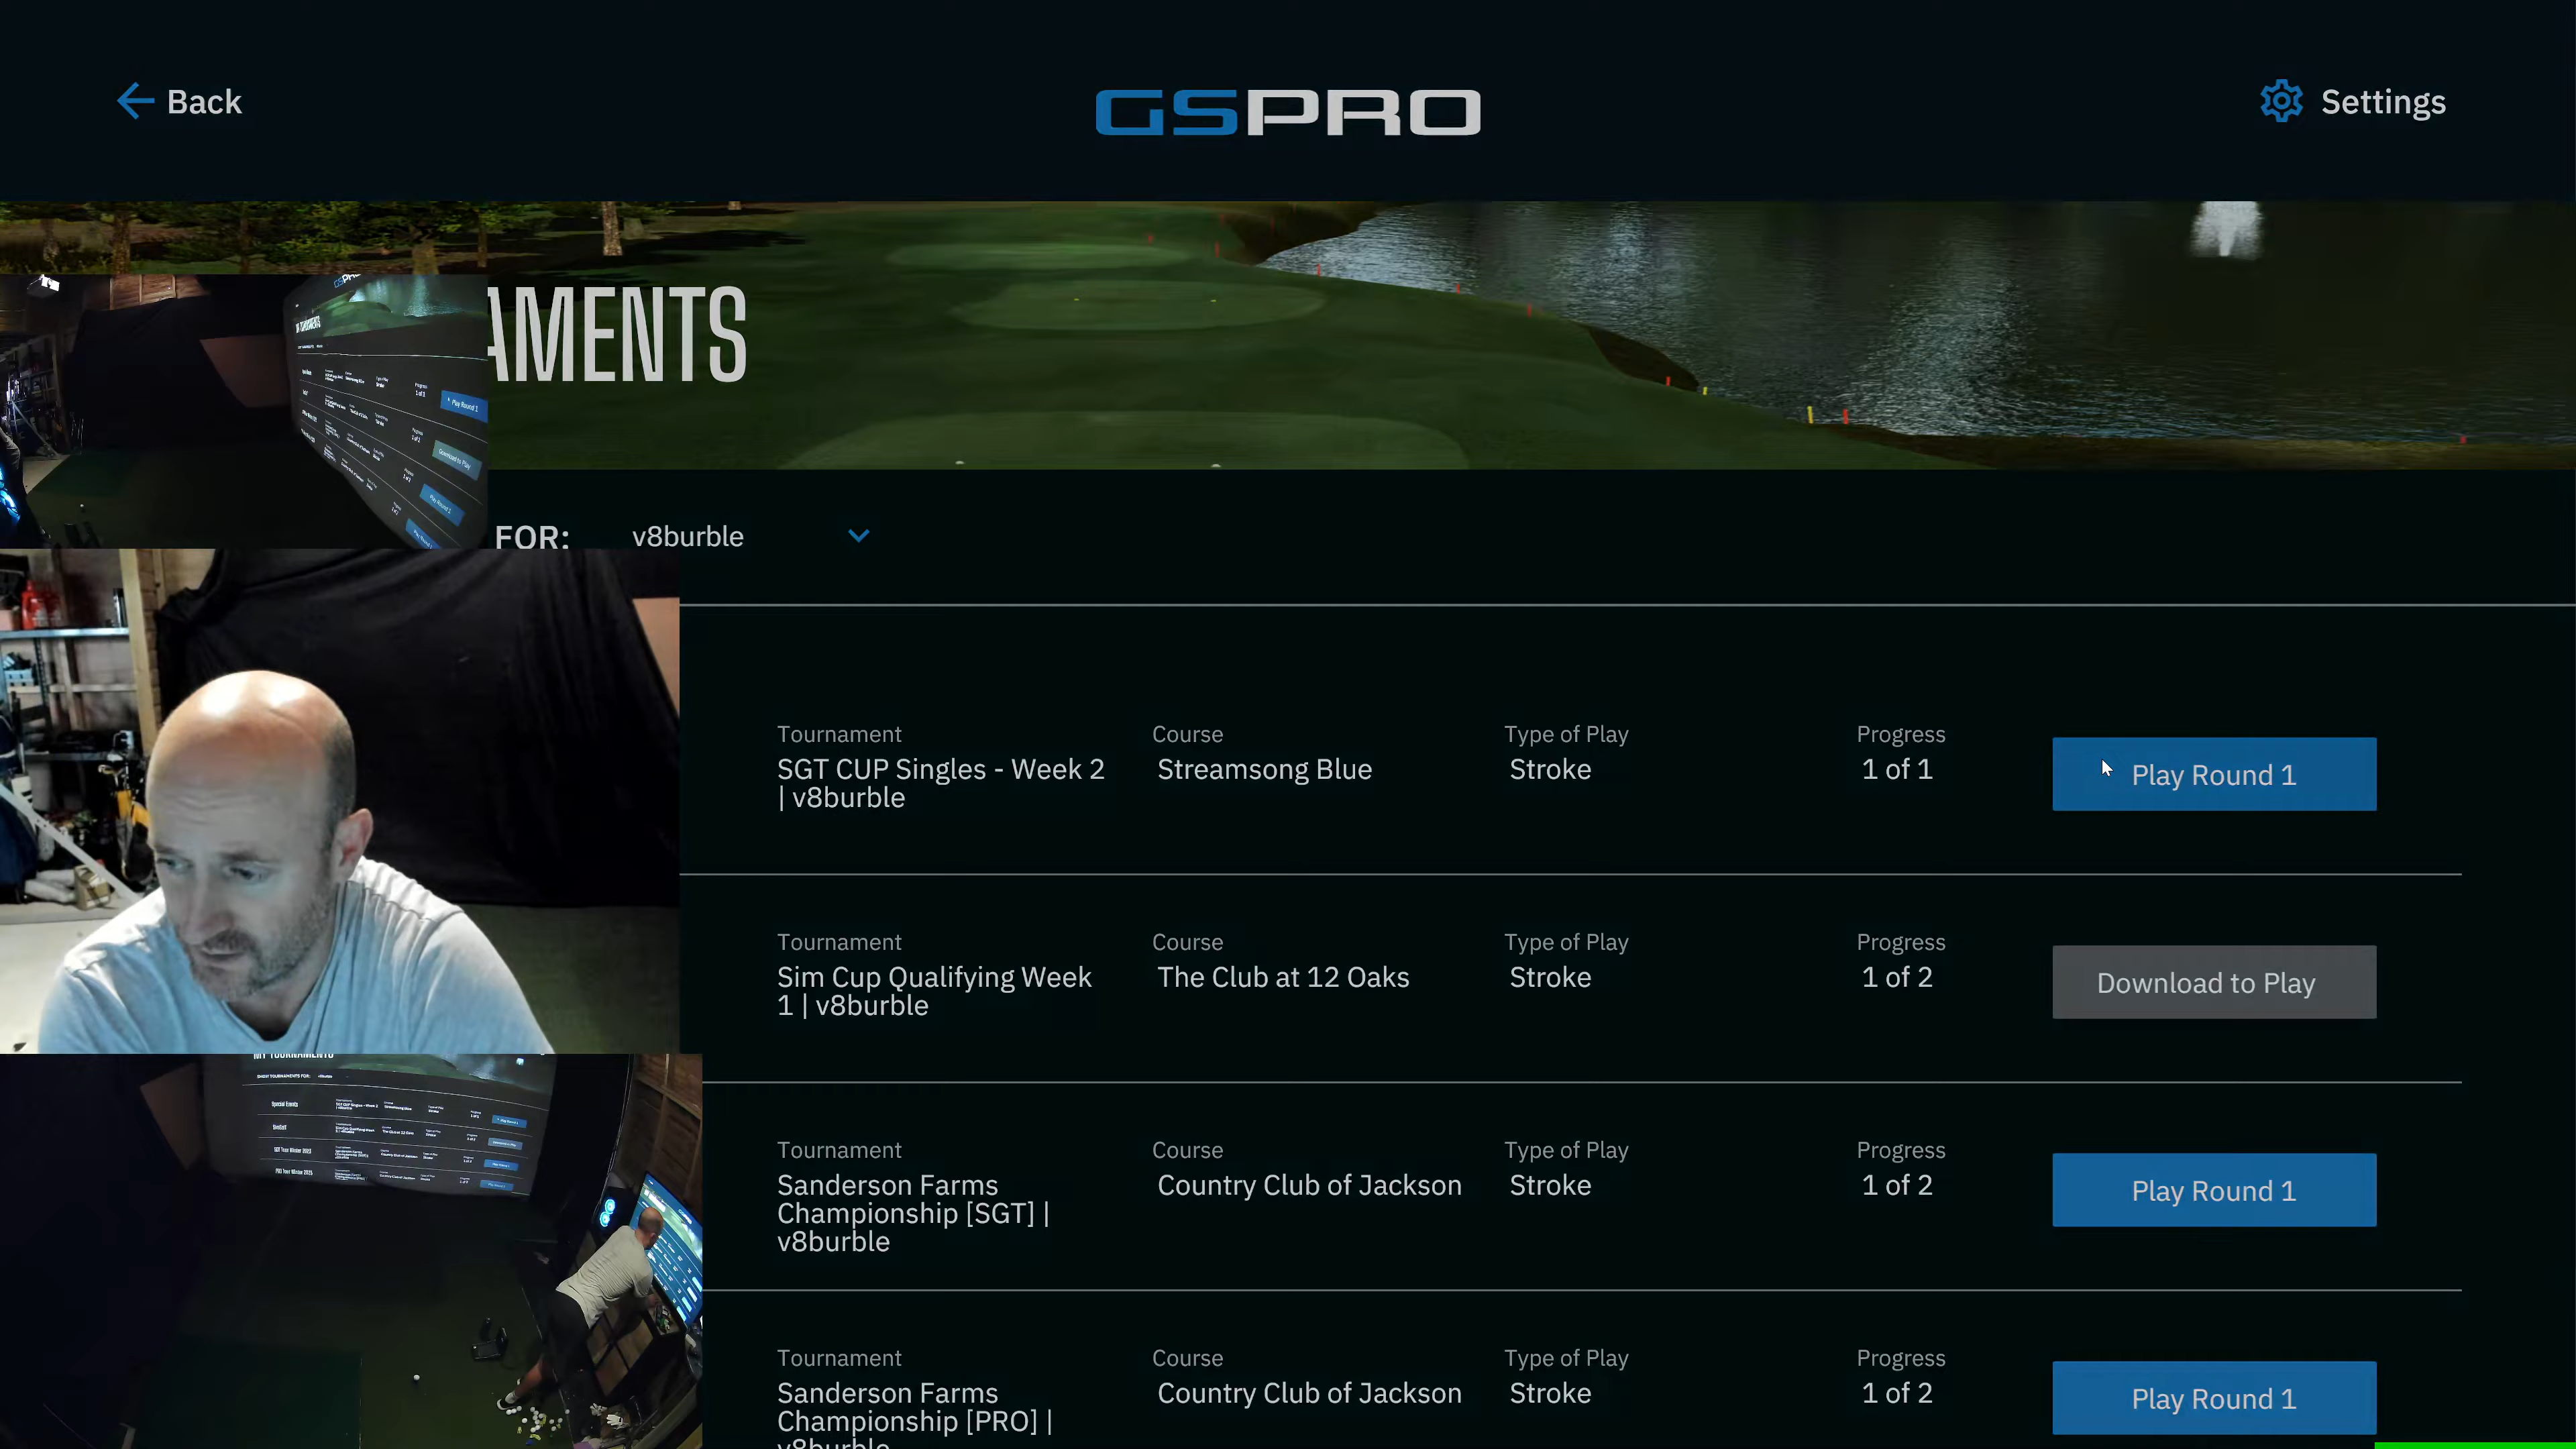 Back
GSPRO
Settings
AMENTS
FOR: v8burble
Tournament Course Type of Play Progress
SGT CUP Singles - Week 2 Streamsong Blue Stroke 1 of 1 Play Round 1
| v8burble
Tournament Course Type of Play Progress
Sim Cup Qualifying Week The Club at 12 Oaks Stroke 1 of 2 Download to Play
1 | v8burble
Tournament Course Type of Play Progress
Sanderson Farms Country Club of Jackson Stroke 1 of 2 Play Round 1
Championship [SGT] |
v8burble
Tournament Course Type of Play Progress
Sanderson Farms Country Club of Jackson Stroke 1 of 2 Play Round 1
Championship [PRO] |
v8burble